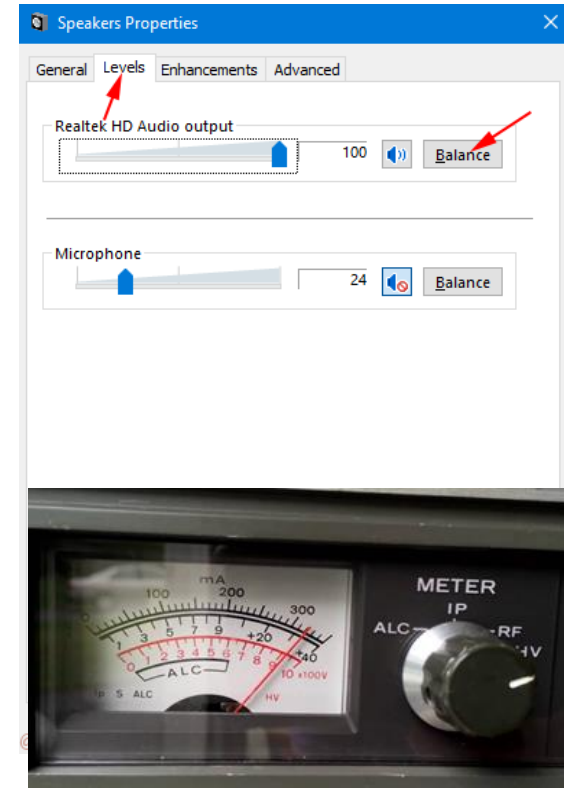 Speakers Properties
General Levels Enhancements Advanced
Realtek HD Audio output
100 Balance
Microphone
24 Balance
mA
0 100 200 300
1 3 5 7 9 +20 +40
0 1 2 3 4 5 6 7 8 9 10 x100V
ALC
Ip S ALC HV
METER
IP
ALC RF
HV
@